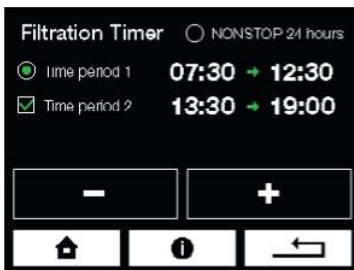 Filtration Timer NONSTOP 24 hours
Time period 1 07:30 → 12:30
Time period 2 13:30 → 19:00
− +